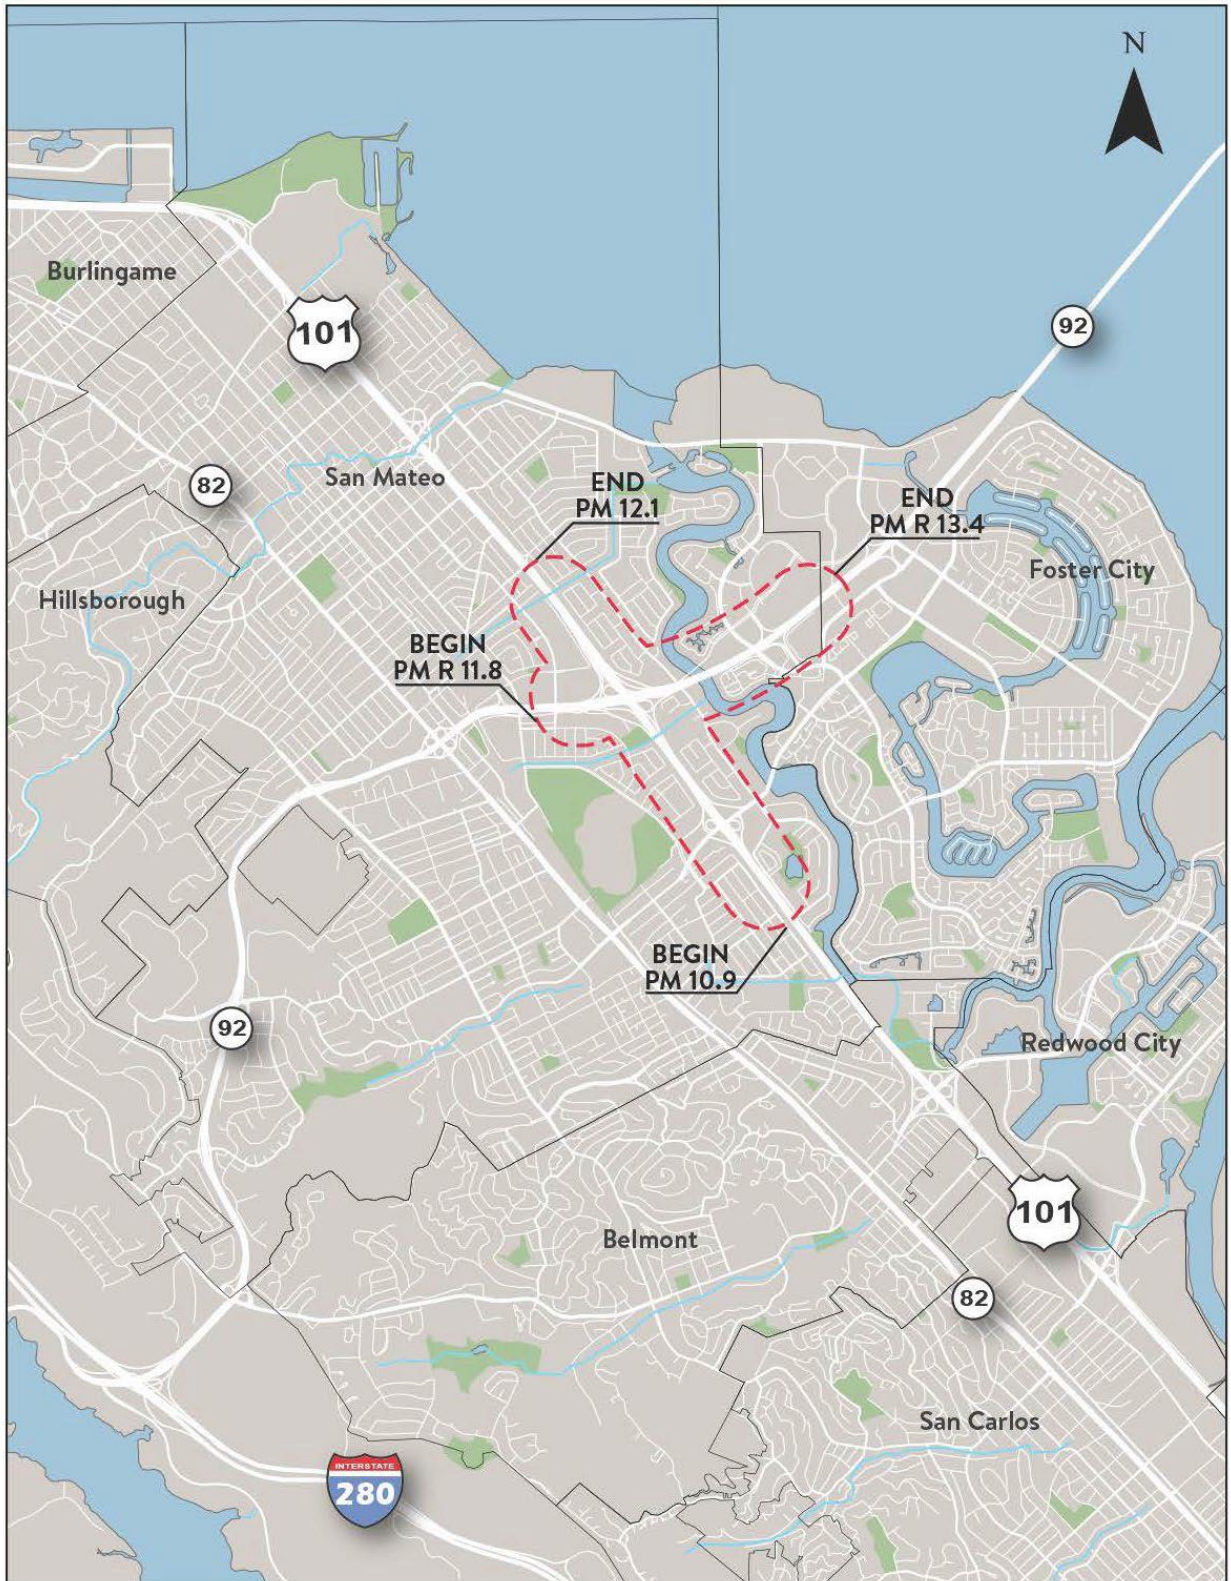 N
Burlingame
101
92
San Mateo
82
END
PM 12.1
END
PM R 13.4
Foster City
Hillsborough
BEGIN
PM R 11.8
BEGIN
PM 10.9
92
Redwood City
Belmont
101
82
San Carlos
INTERSTATE
280